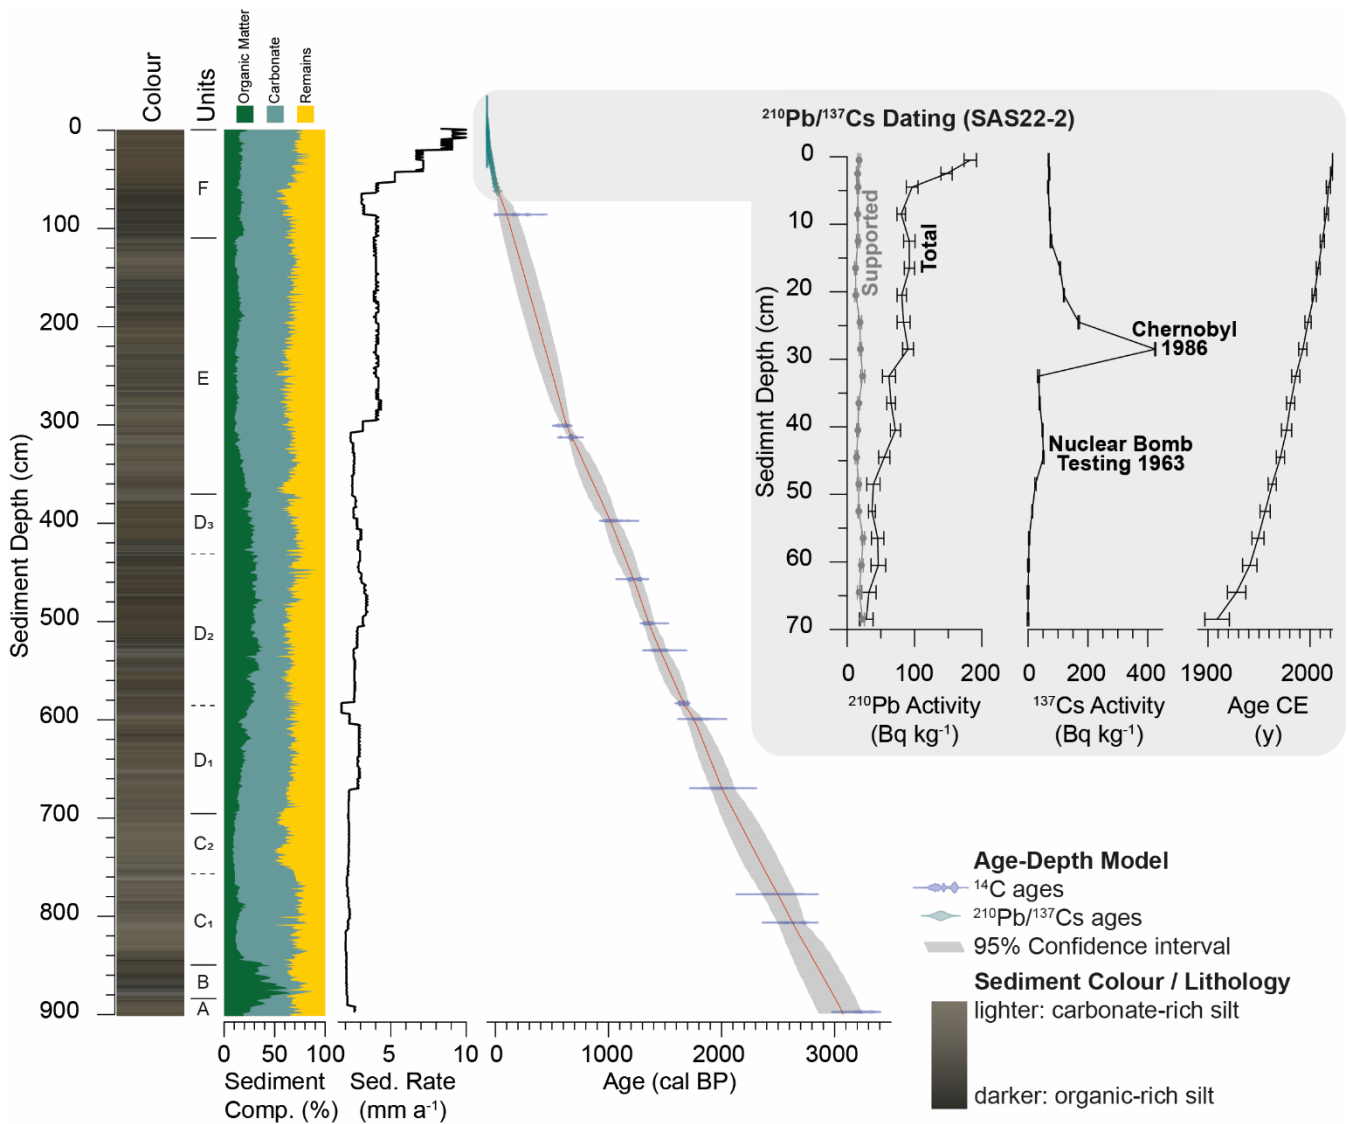 Colour
Units
Organic Matter
Carbonate
Remains
0
100
200
300
400
500
600
700
800
900
Sediment Depth (cm)
F
E
D₃
D₂
D₁
C₂
C₁
B
A
0 50 100
Sediment
Comp. (%)
5 10
Sed. Rate
(mm a⁻¹)
0 1000 2000 3000
Age (cal BP)
²¹⁰Pb/¹³⁷Cs Dating (SAS22-2)
0
10
20
30
40
50
60
70
Sedimnt Depth (cm)
Supported
Total
Chernobyl
1986
Nuclear Bomb
Testing 1963
0 100 200
²¹⁰Pb Activity
(Bq kg⁻¹)
0 200 400
¹³⁷Cs Activity
(Bq kg⁻¹)
1900 2000
Age CE
(y)
Age-Depth Model
¹⁴C ages
²¹⁰Pb/¹³⁷Cs ages
95% Confidence interval
Sediment Colour / Lithology
lighter: carbonate-rich silt
darker: organic-rich silt